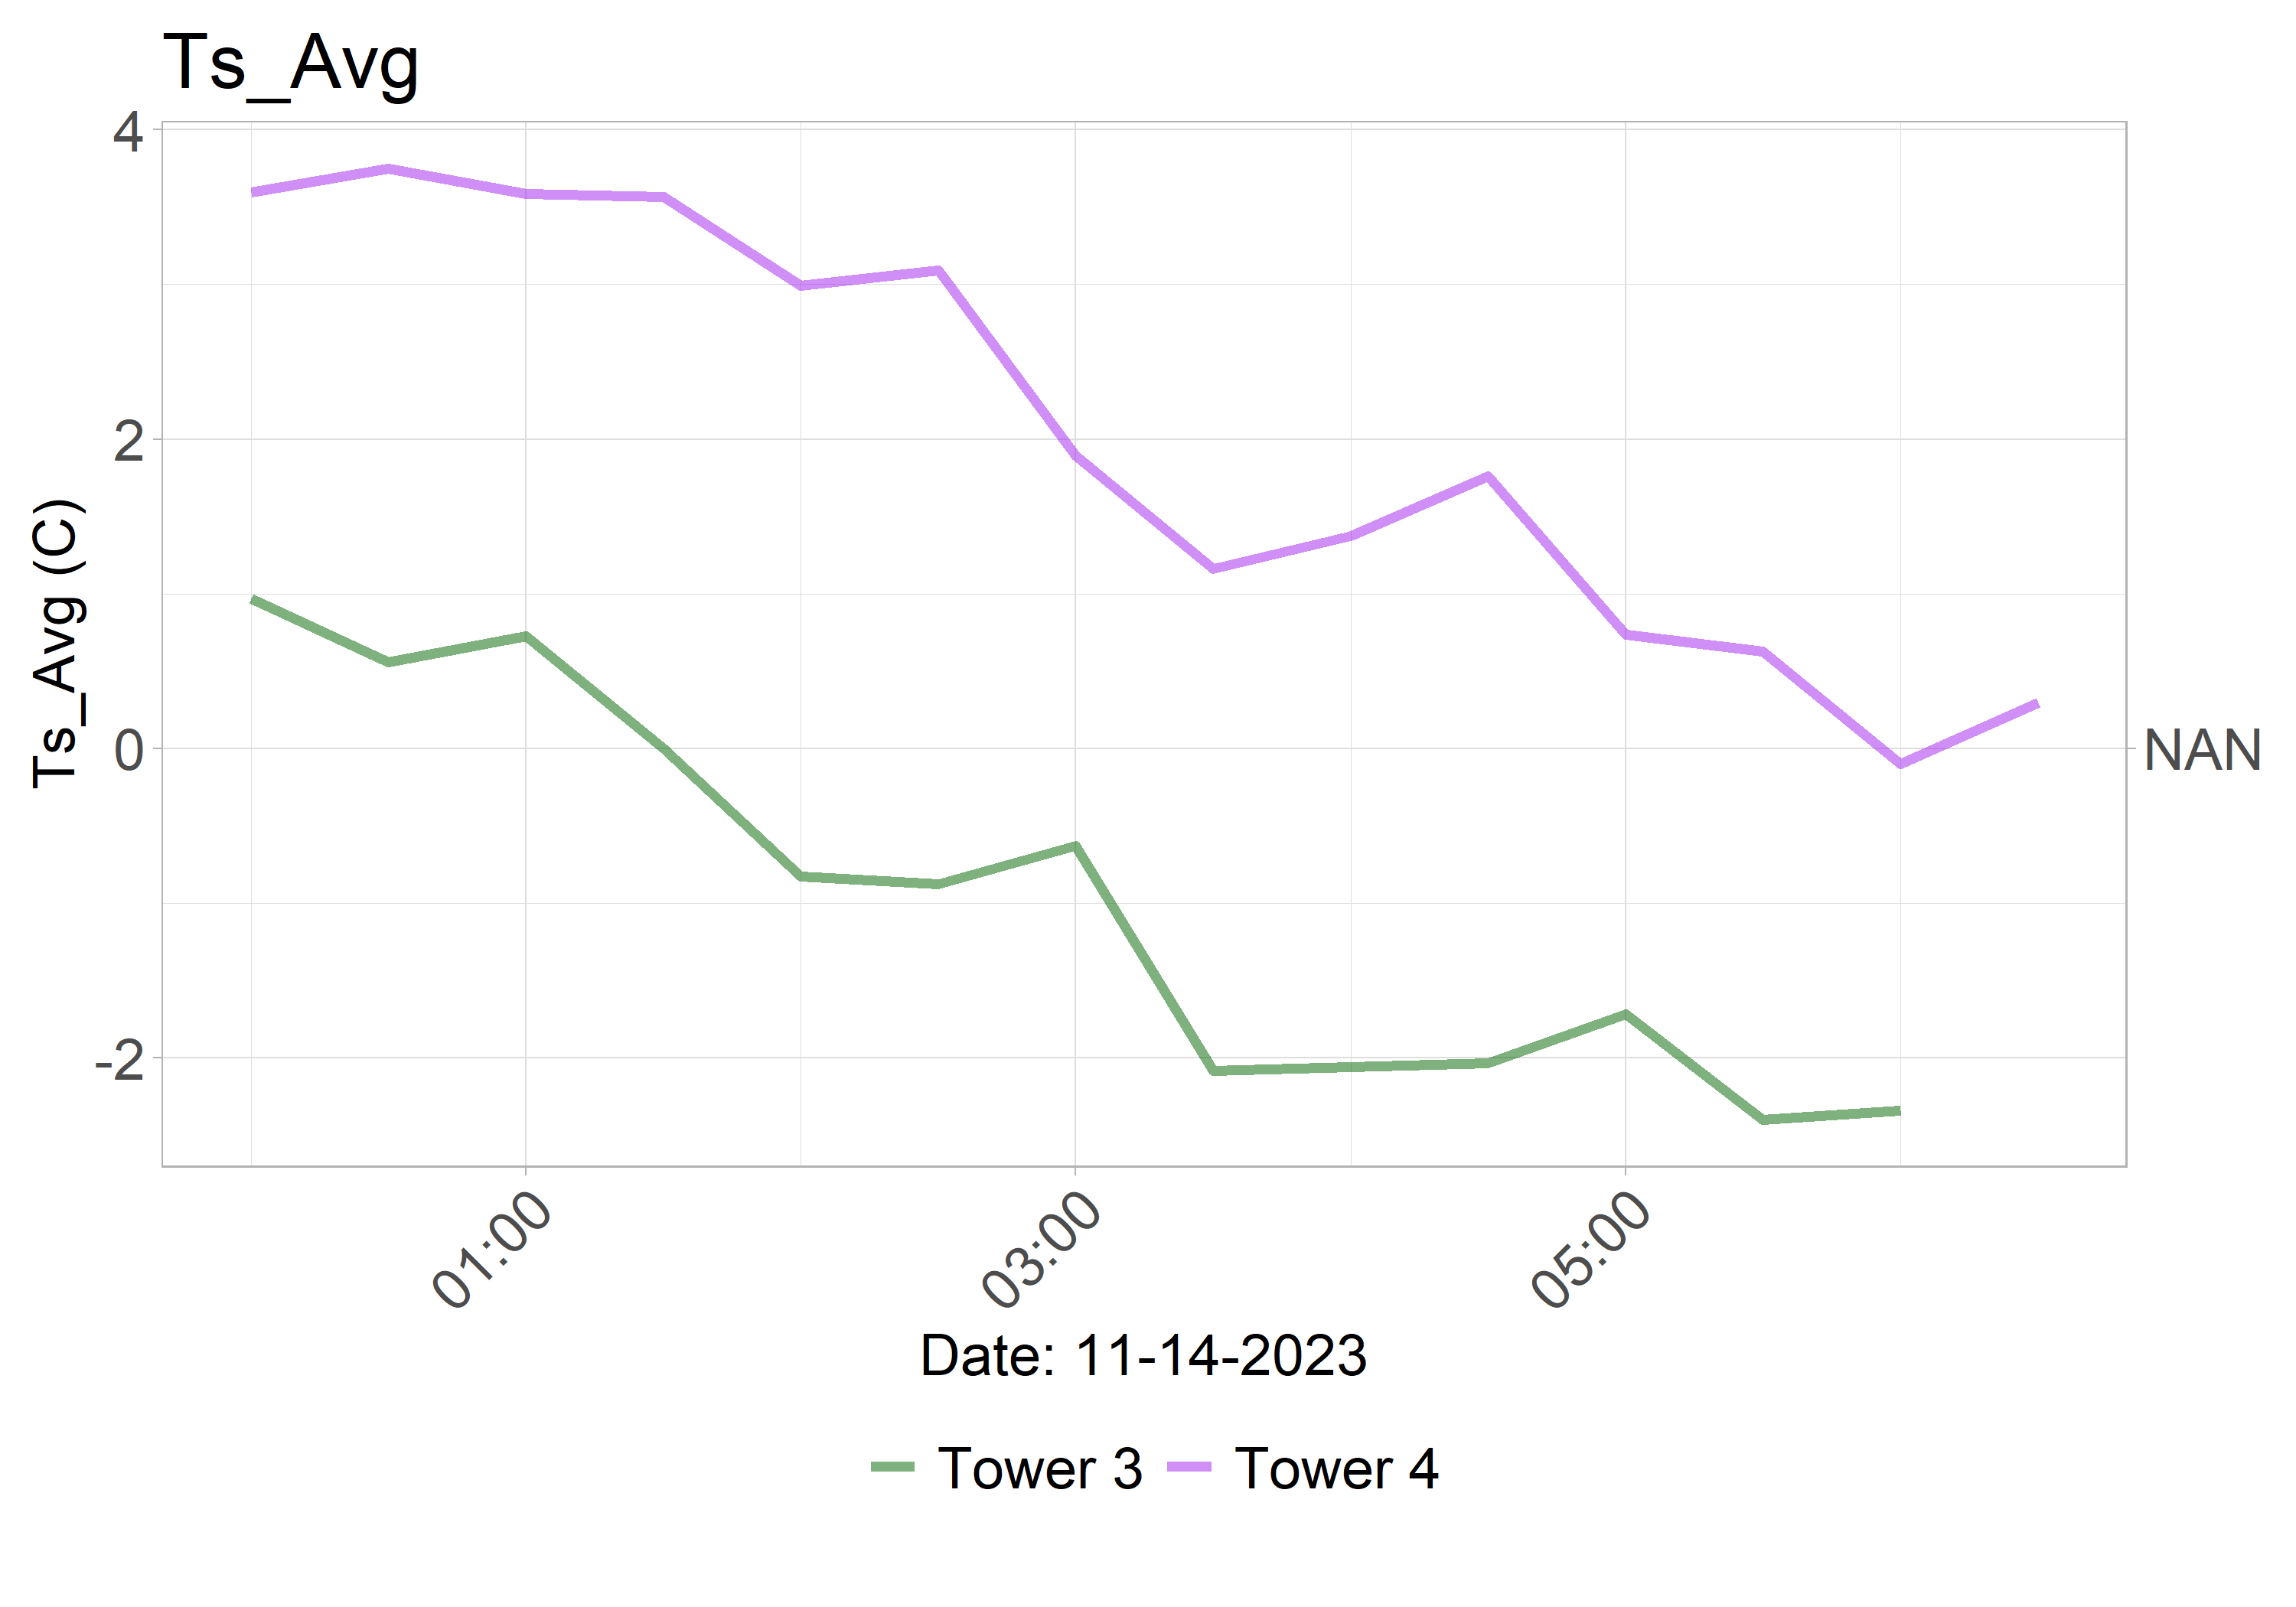 Ts_Avg
4
2
0
-2
Ts_Avg (C)
NAN
01:00
03:00
05:00
Date: 11-14-2023
Tower 3
Tower 4